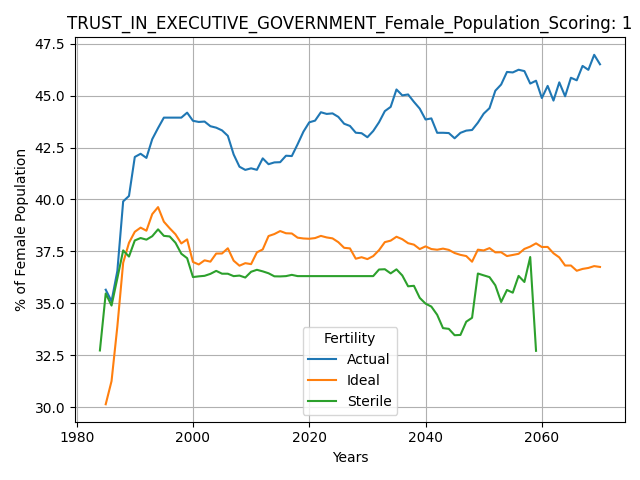 TRUST_IN_EXECUTIVE_GOVERNMENT_Female_Population_Scoring: 1
% of Female Population
47.5
45.0
42.5
40.0
37.5
35.0
32.5
30.0
Fertility
Actual
Ideal
Sterile
1980 2000 2020 2040 2060
Years